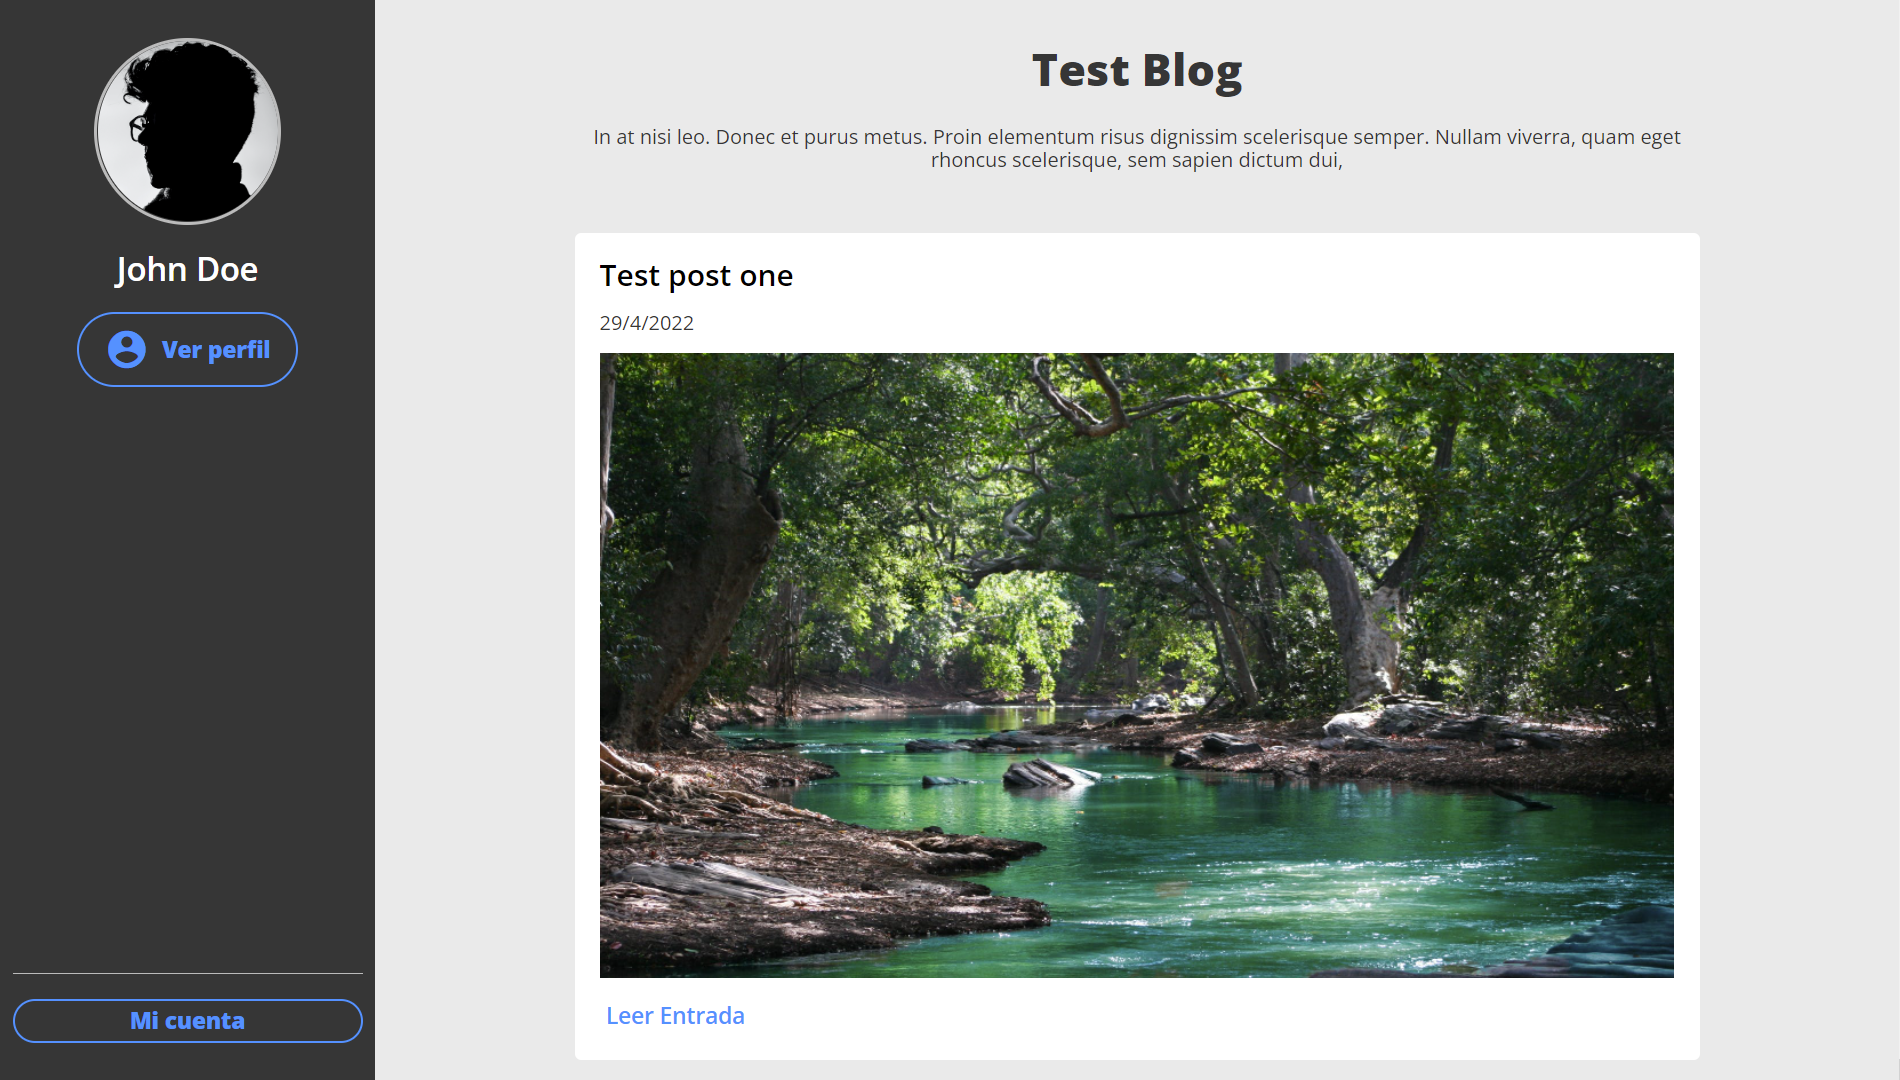 John Doe
Ver perfil
Mi cuenta
Test Blog
In at nisi leo. Donec et purus metus. Proin elementum risus dignissim scelerisque semper. Nullam viverra, quam eget
rhoncus scelerisque, sem sapien dictum dui,
Test post one
29/4/2022
Leer Entrada